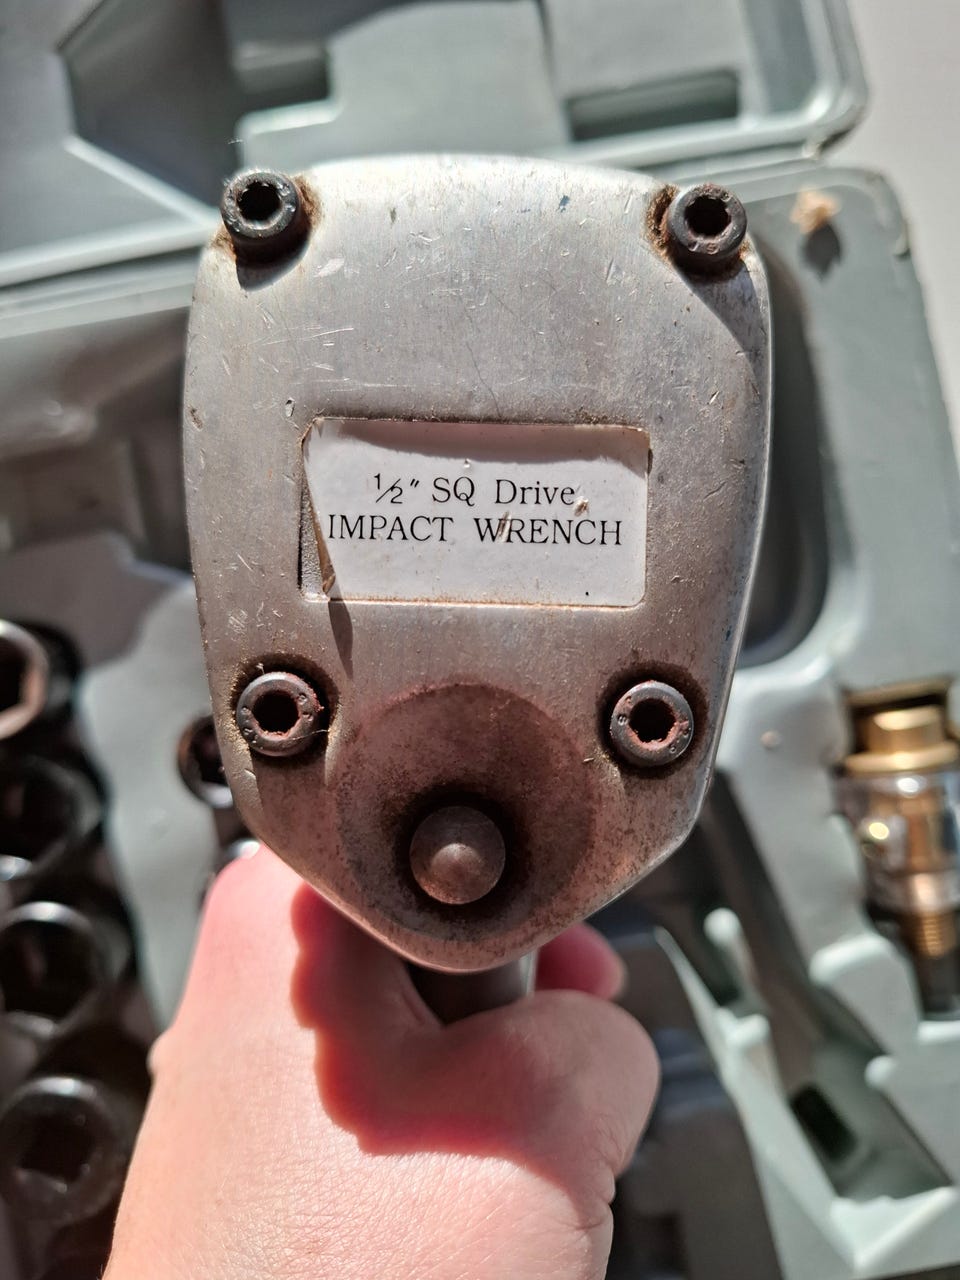 ½" SQ Drive
IMPACT WRENCH